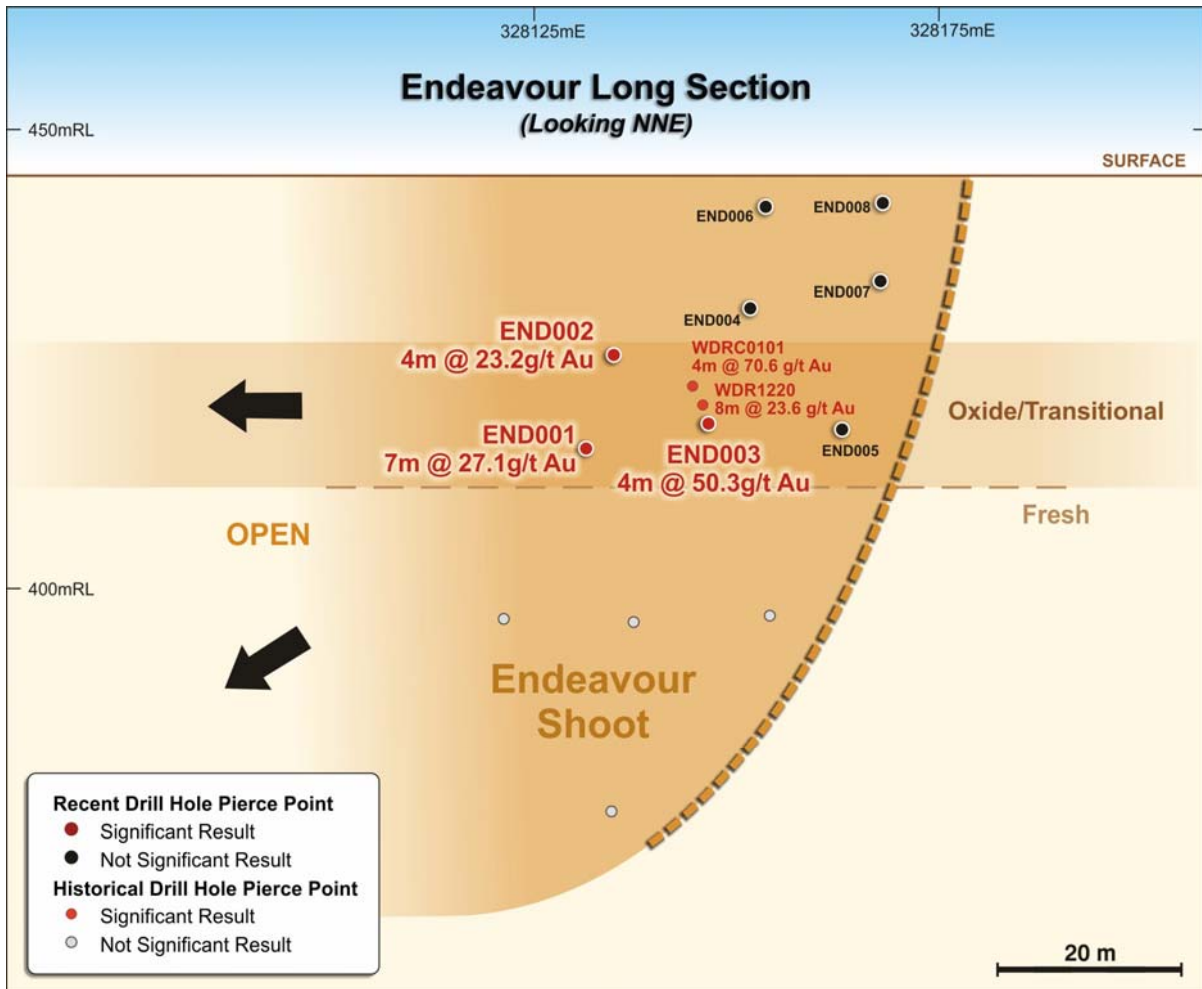 328125mE
328175mE
Endeavour Long Section
(Looking NNE)
450mRL
SURFACE
END006
END008
END007
END004
END002
4m @ 23.2g/t Au
WDRC0101
4m @ 70.6 g/t Au
WDR1220
8m @ 23.6 g/t Au
Oxide/Transitional
END001
7m @ 27.1g/t Au
END003
4m @ 50.3g/t Au
END005
OPEN
Fresh
400mRL
Endeavour
Shoot
Recent Drill Hole Pierce Point
Significant Result
Not Significant Result
Historical Drill Hole Pierce Point
Significant Result
Not Significant Result
20 m